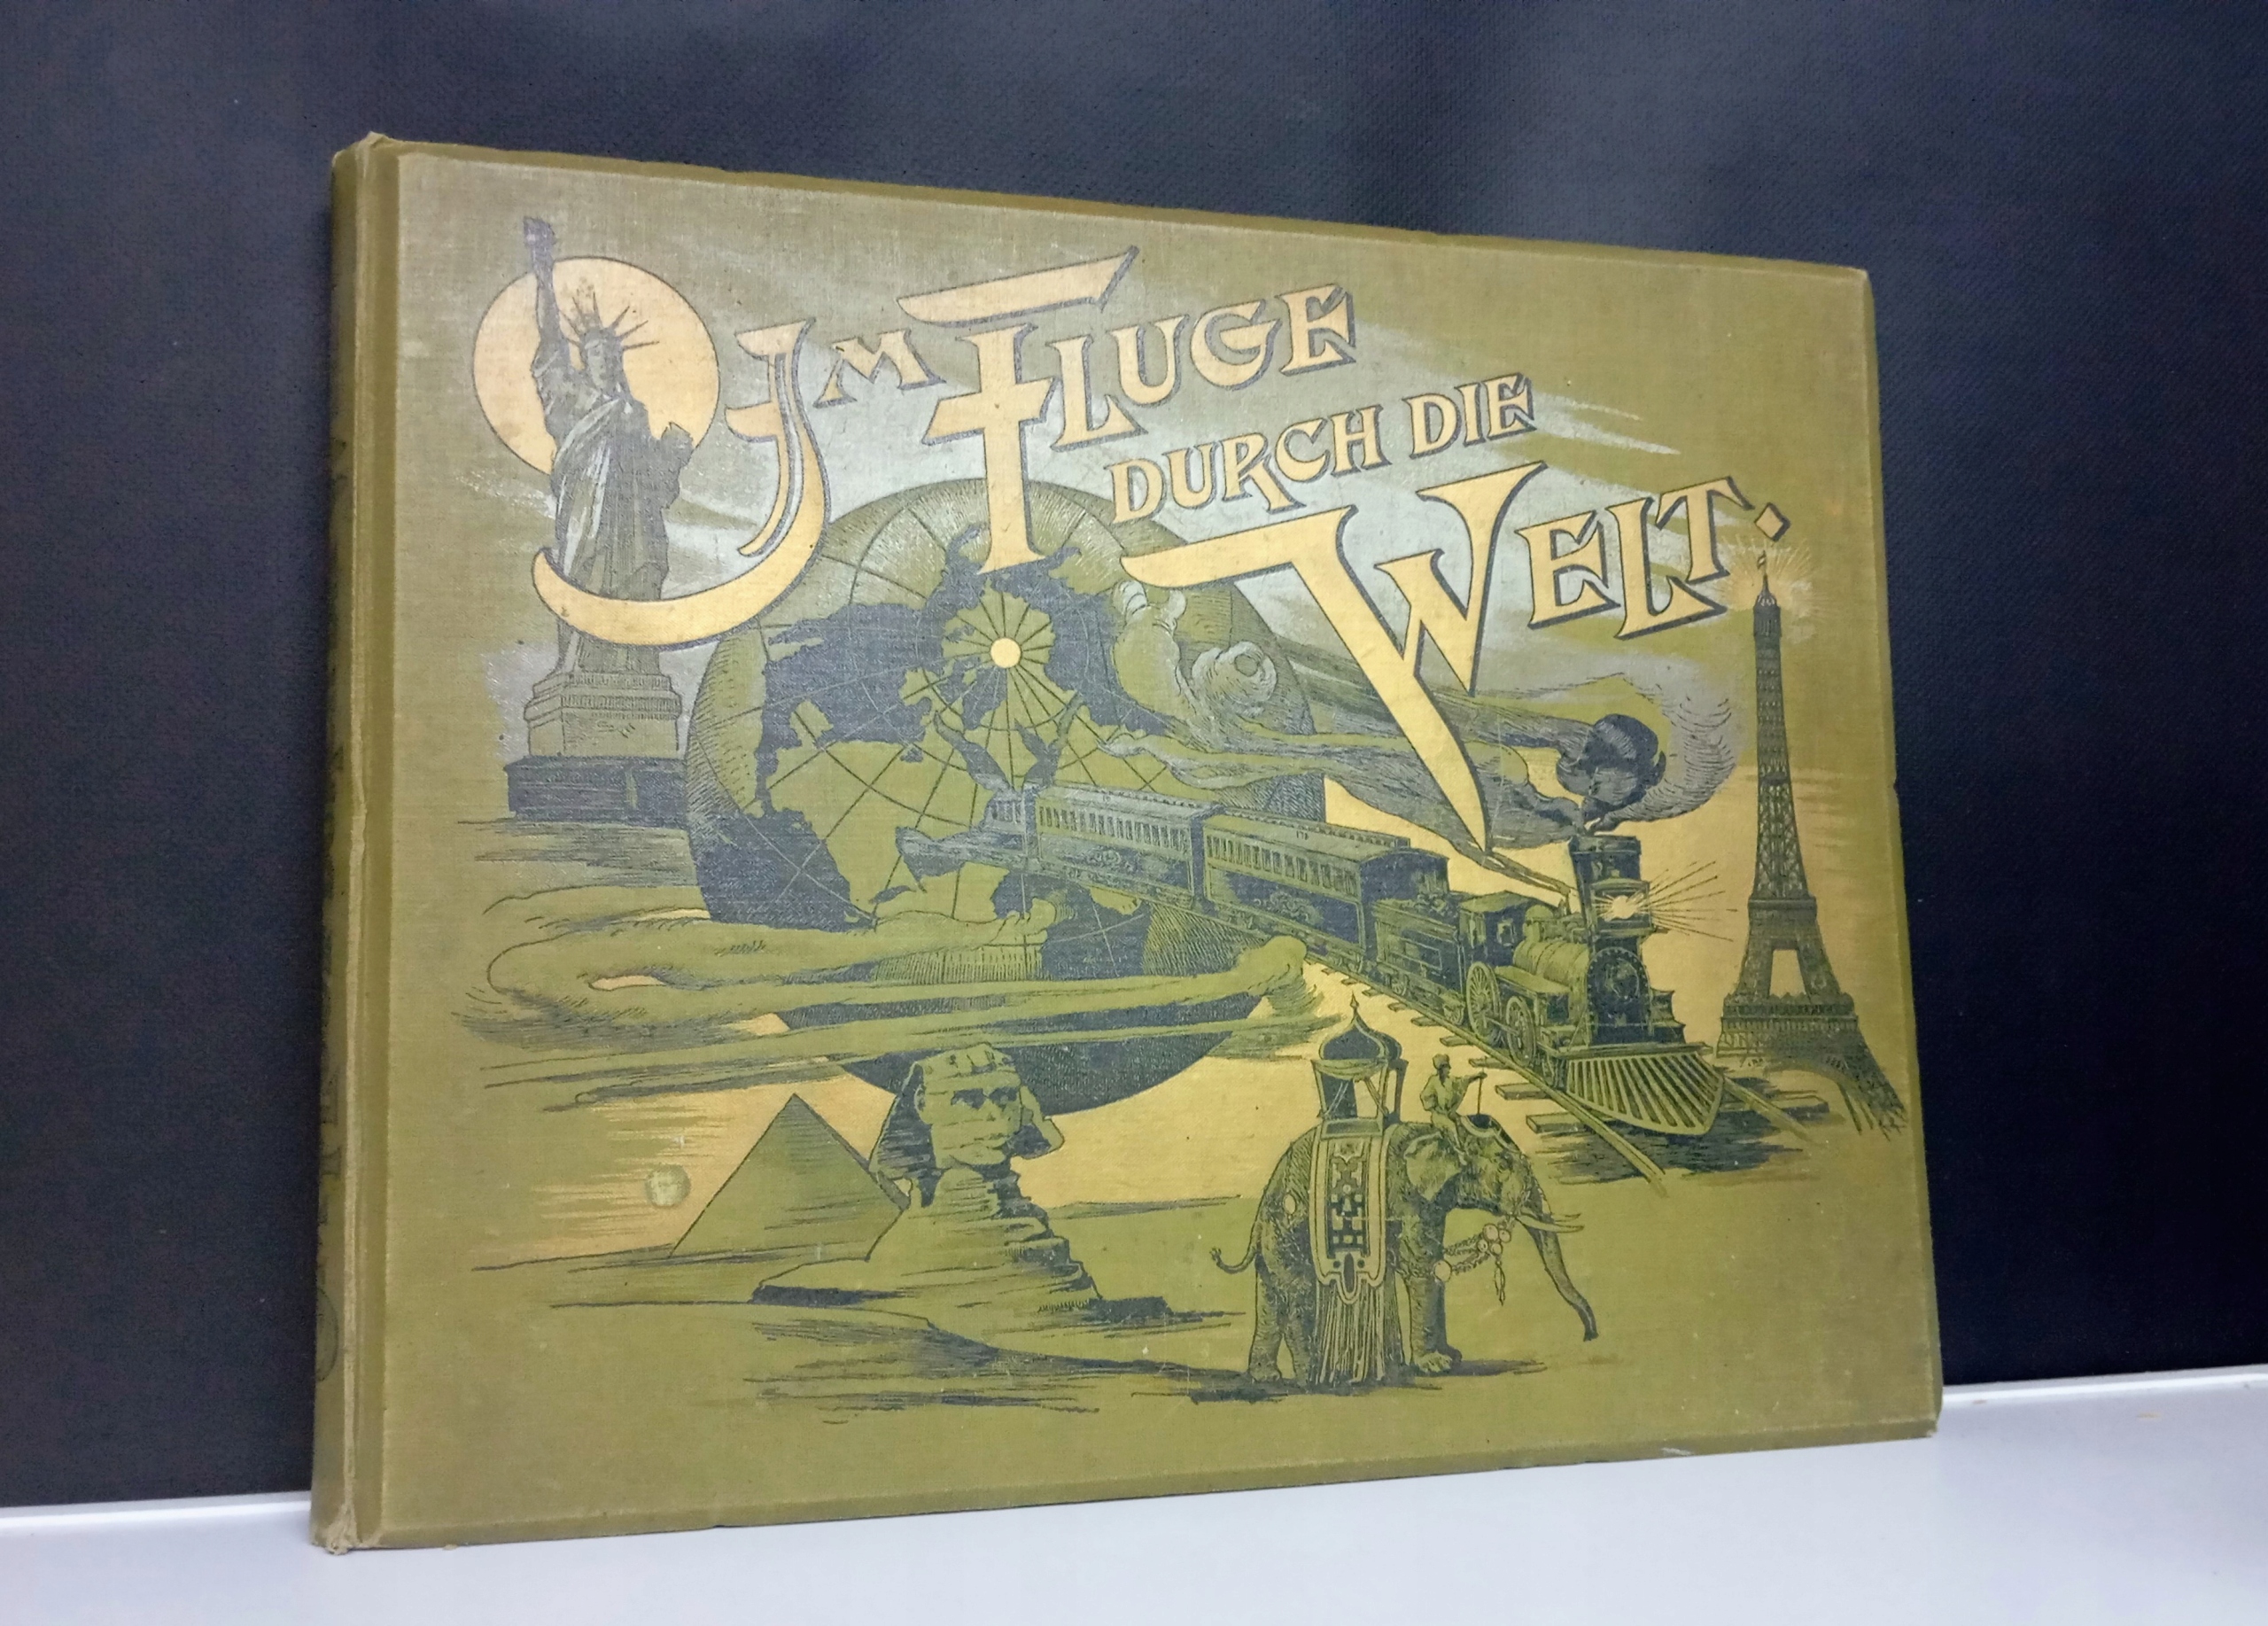 IM FLUGE
DURCH DIE
WELT.